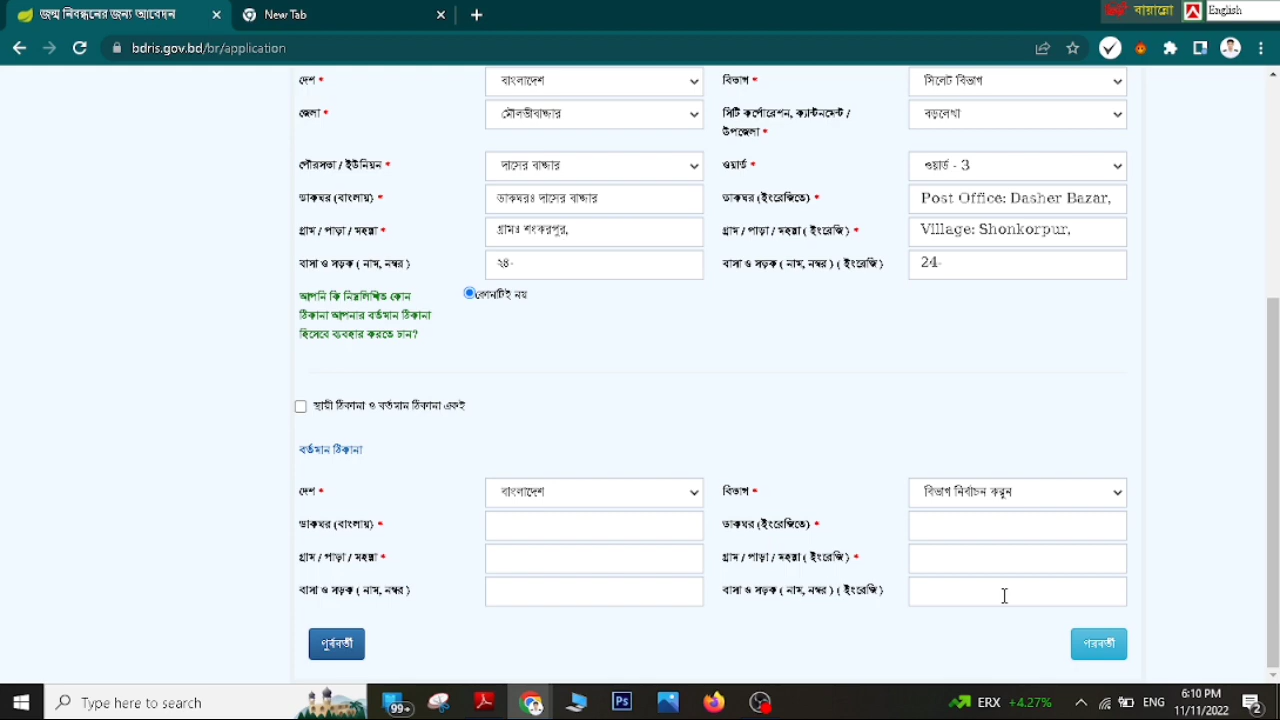 জন্ম নিবন্ধনের জন্য আবেদন
New Tab
বায়ান্নো
English
bdris.gov.bd/br/application
দেশ * বাংলাদেশ বিভাগ * সিলেট বিভাগ
জেলা * মৌলভীবাজার সিটি কর্পোরেশন, ক্যান্টনমেন্ট / উপজেলা * বড়লেখা
পৌরসভা / ইউনিয়ন * দাসের বাজার ওয়ার্ড * ওয়ার্ড - 3
ডাকঘর (বাংলায়) * ডাকঘরঃ দাসের বাজার ডাকঘর (ইংরেজিতে) * Post Office: Dasher Bazar,
গ্রাম / পাড়া / মহল্লা * গ্রামঃ শংকরপুর, গ্রাম / পাড়া / মহল্লা ( ইংরেজি ) * Village: Shonkorpur,
বাসা ও সড়ক ( নাম, নম্বর ) ২৪- বাসা ও সড়ক ( নাম, নম্বর ) ( ইংরেজি ) 24-
আপনি কি নিম্নলিখিত কোন কোনটিই নয়
ঠিকানা আপনার বর্তমান ঠিকানা
হিসেবে ব্যবহার করতে চান?
স্থায়ী ঠিকানা ও বর্তমান ঠিকানা একই
বর্তমান ঠিকানা
দেশ * বাংলাদেশ বিভাগ * বিভাগ নির্বাচন করুন
ডাকঘর (বাংলায়) * ডাকঘর (ইংরেজিতে) *
গ্রাম / পাড়া / মহল্লা * গ্রাম / পাড়া / মহল্লা ( ইংরেজি ) *
বাসা ও সড়ক ( নাম, নম্বর ) বাসা ও সড়ক ( নাম, নম্বর ) ( ইংরেজি )
পূর্ববর্তী পরবর্তী
Type here to search 99+ Ps ERX +4.27% ENG 6:10 PM
11/11/2022 2